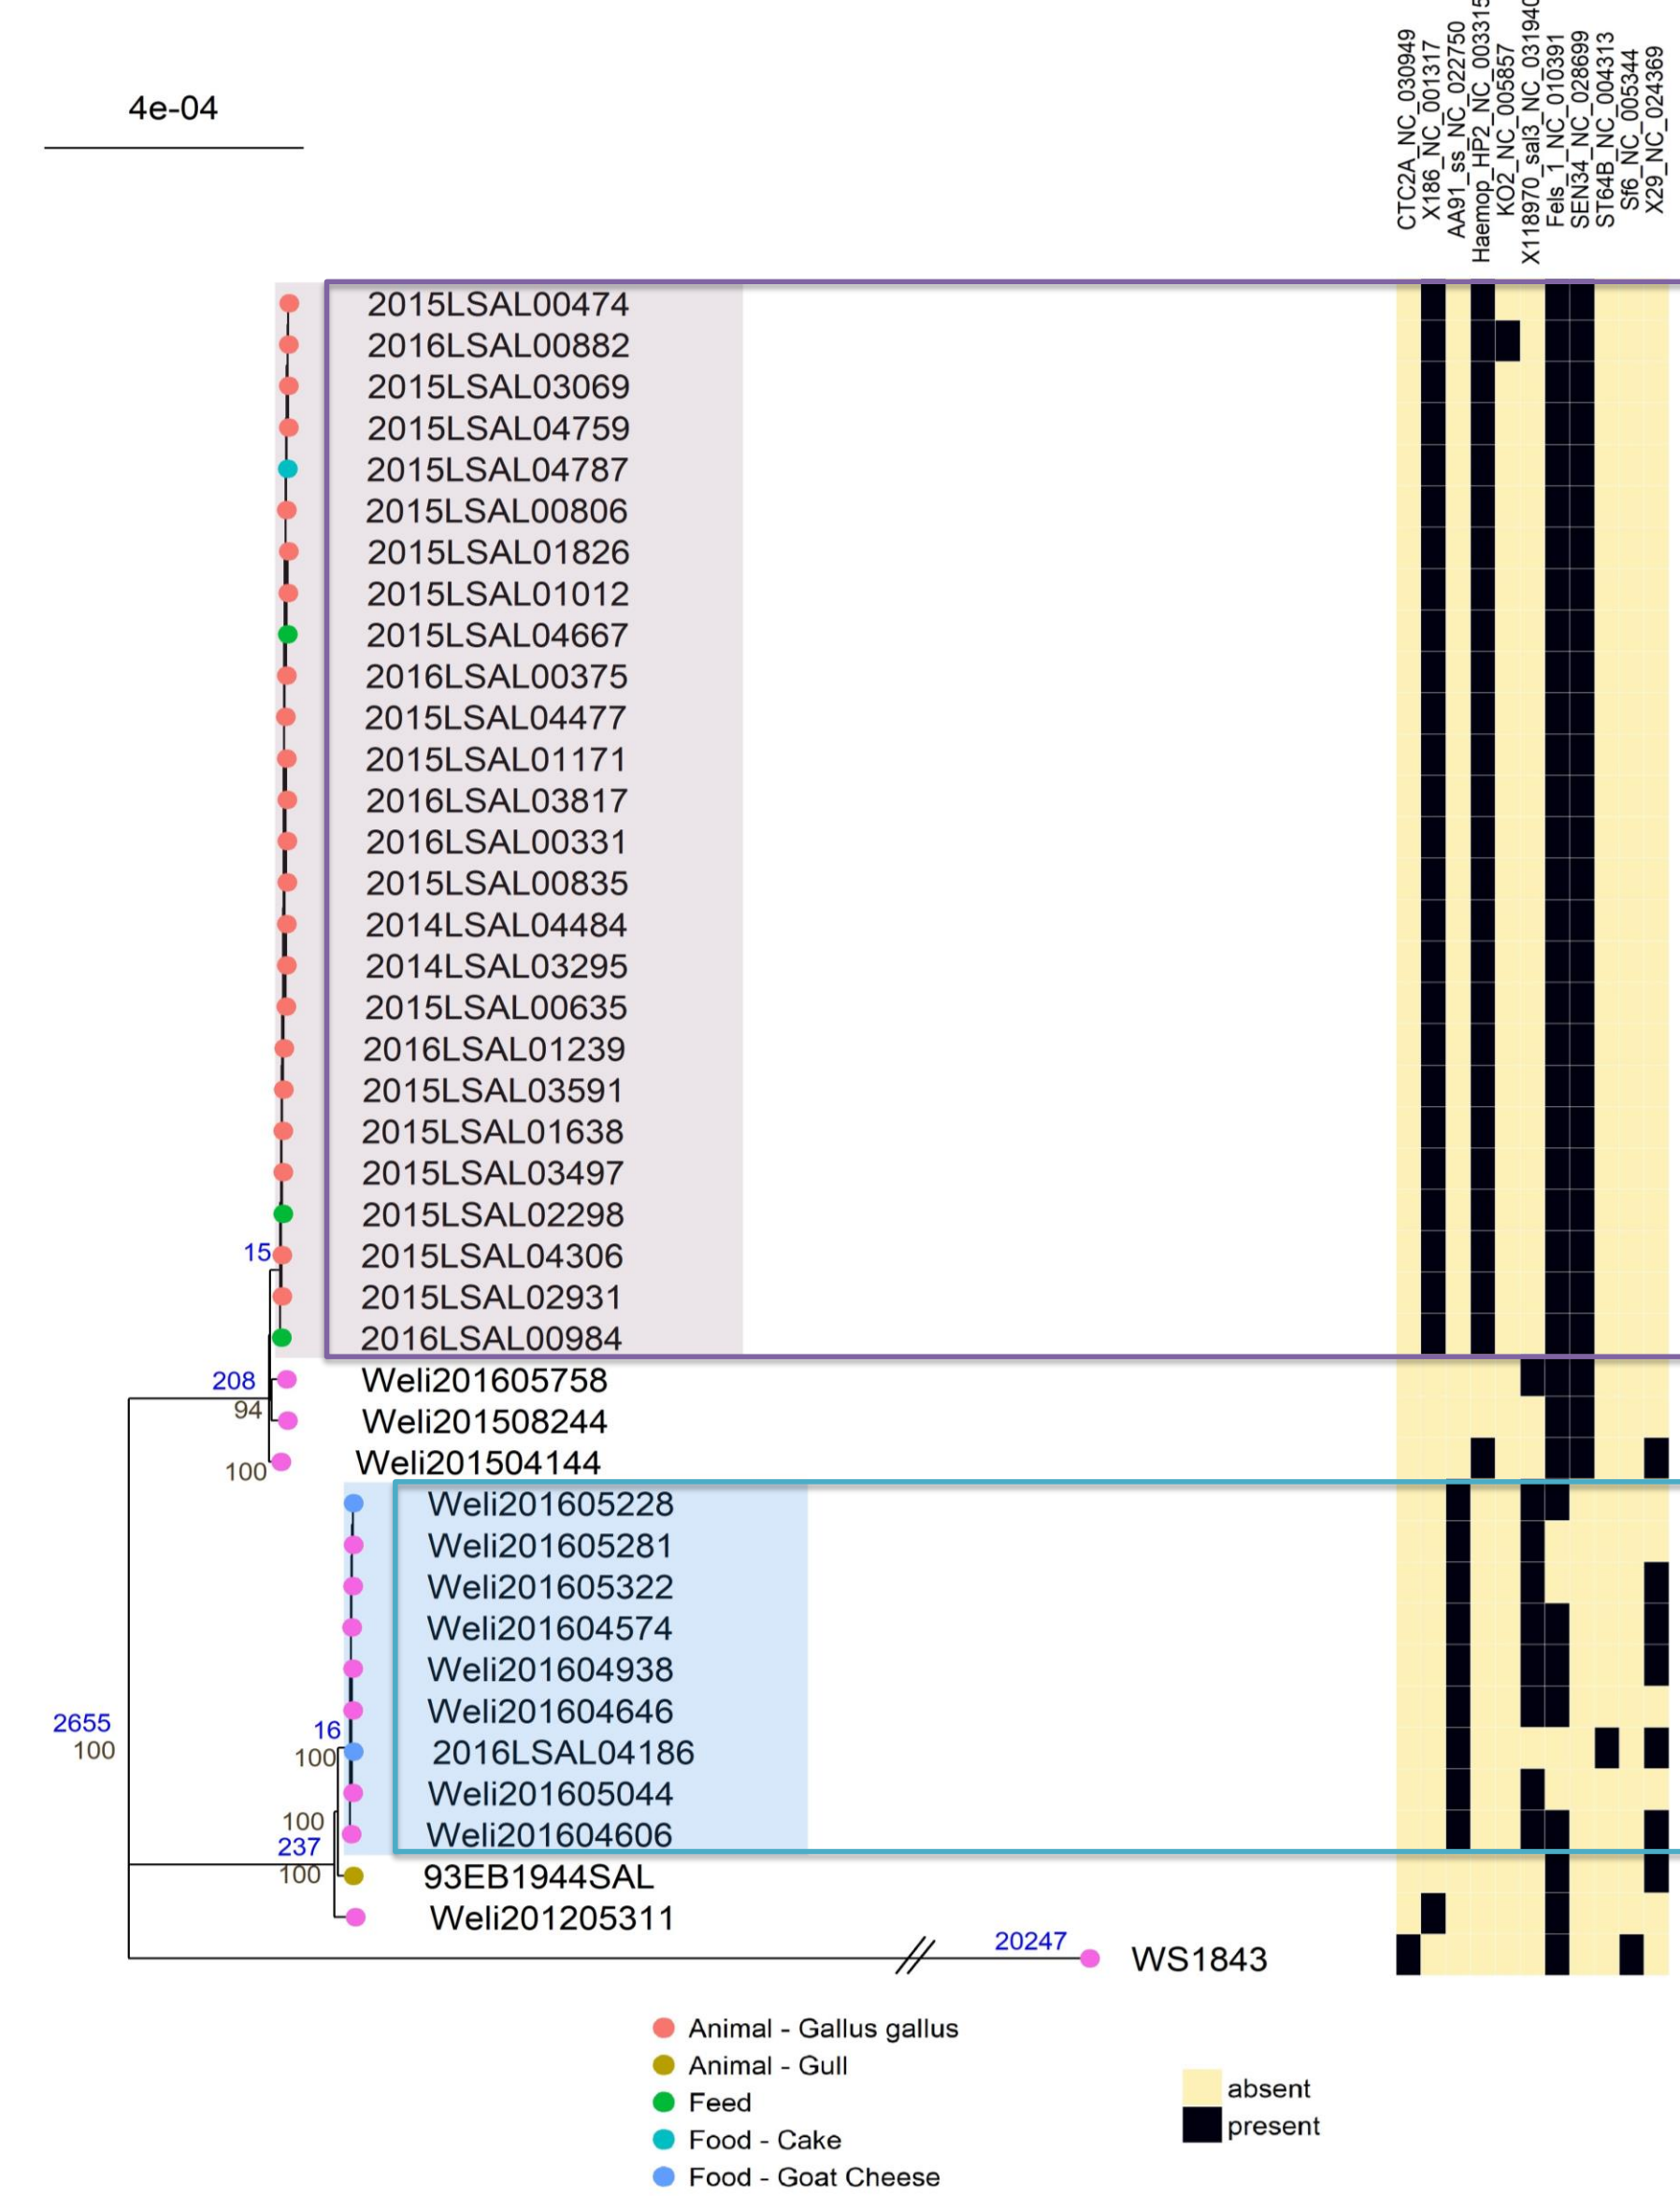 4e-04
CTC2A_NC_030949
X186_NC_001317
AA91_ss_NC_022750
Haemop_HP2_NC_003315
KO2_NC_005857
X118970_sal3_NC_031940
Fels_1_NC_010391
SEN34_NC_028699
ST64B_NC_004313
Sf6_NC_005344
X29_NC_024369
2015LSAL00474
2016LSAL00882
2015LSAL03069
2015LSAL04759
2015LSAL04787
2015LSAL00806
2015LSAL01826
2015LSAL01012
2015LSAL04667
2016LSAL00375
2015LSAL04477
2015LSAL01171
2016LSAL03817
2016LSAL00331
2015LSAL00835
2014LSAL04484
2014LSAL03295
2015LSAL00635
2016LSAL01239
2015LSAL03591
2015LSAL01638
2015LSAL03497
2015LSAL02298
15 2015LSAL04306
2015LSAL02931
2016LSAL00984
208 Weli201605758
94 Weli201508244
100 Weli201504144
Weli201605228
Weli201605281
Weli201605322
Weli201604574
Weli201604938
2655 16 Weli201604646
100 100 2016LSAL04186
100 Weli201605044
237 Weli201604606
100 93EB1944SAL
Weli201205311
20247 WS1843
Animal - Gallus gallus
Animal - Gull
Feed
Food - Cake
Food - Goat Cheese
absent
present